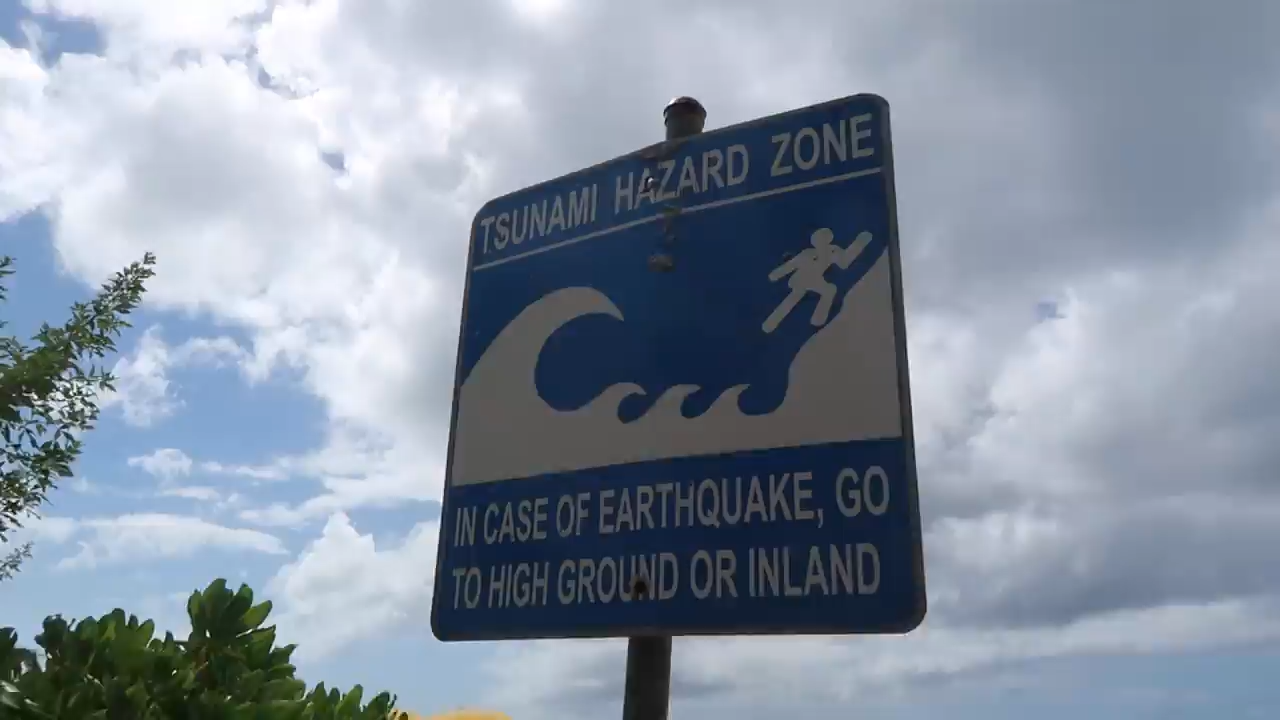 TSUNAMI HAZARD ZONE
IN CASE OF EARTHQUAKE, GO
TO HIGH GROUND OR INLAND